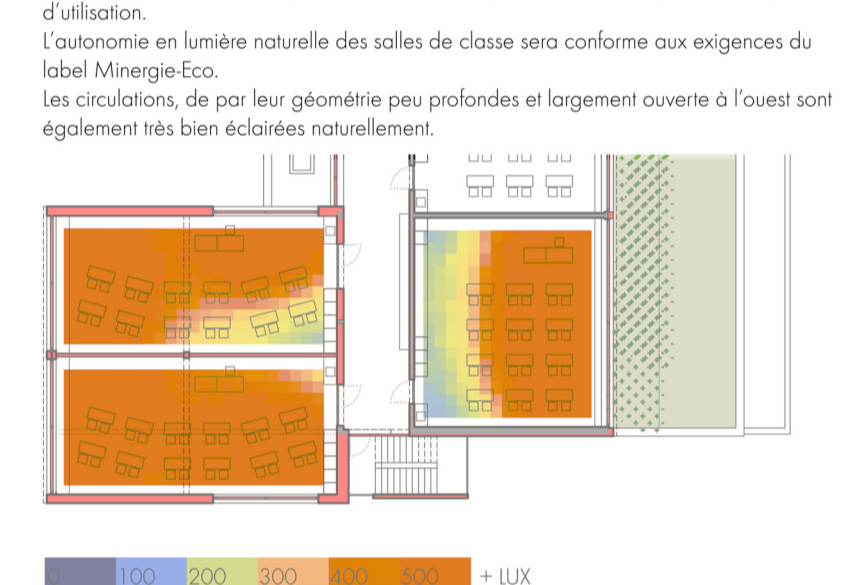 d’utilisation.
L’autonomie en lumière naturelle des salles de classe sera conforme aux exigences du
label Minergie-Eco.
Les circulations, de par leur géométrie peu profondes et largement ouverte à l’ouest sont
également très bien éclairées naturellement.
0 100 200 300 400 500 + LUX